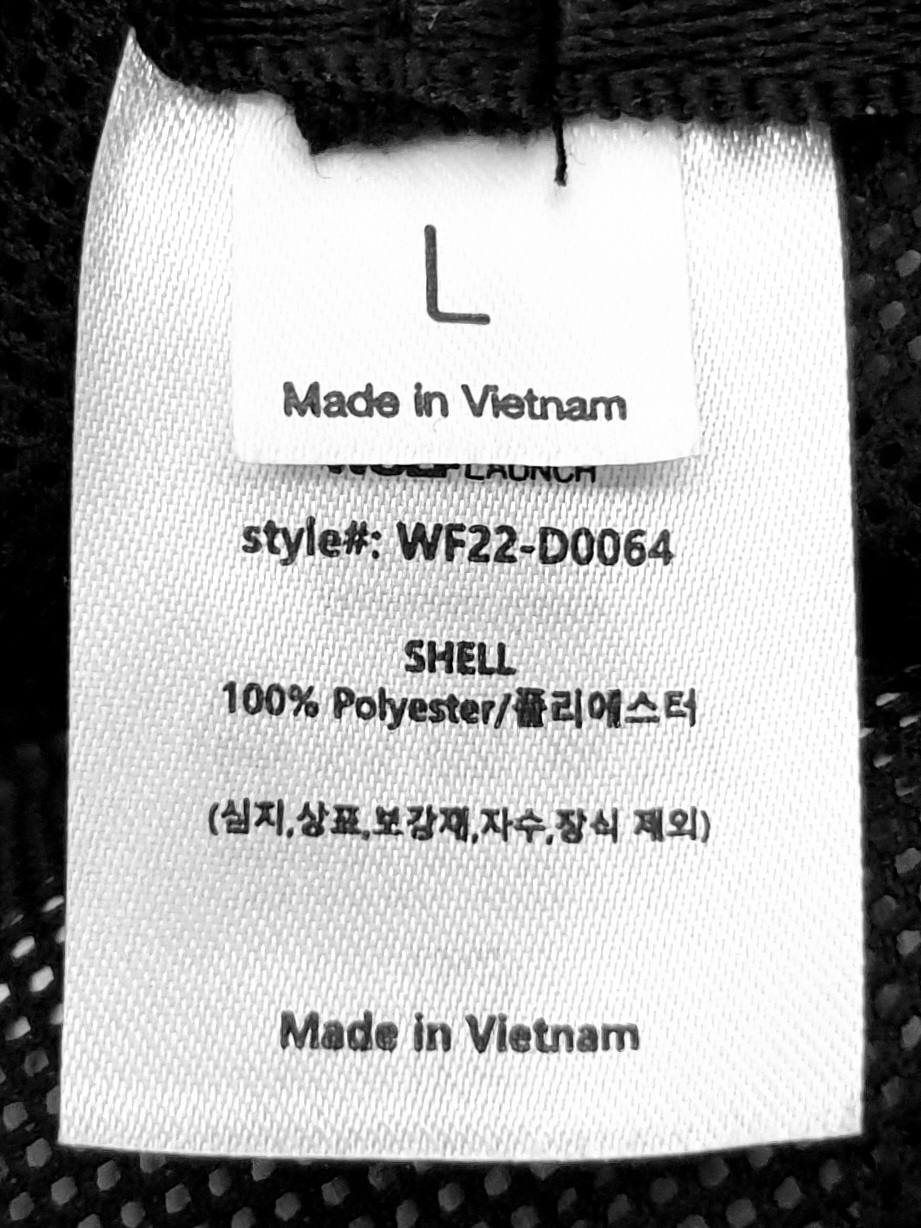 L
Made in Vietnam
LAUNCH
style#: WF22-D0064
SHELL
100% Polyester/폴리에스터
(심지,상표,보강재,자수,장식 제외)
Made in Vietnam